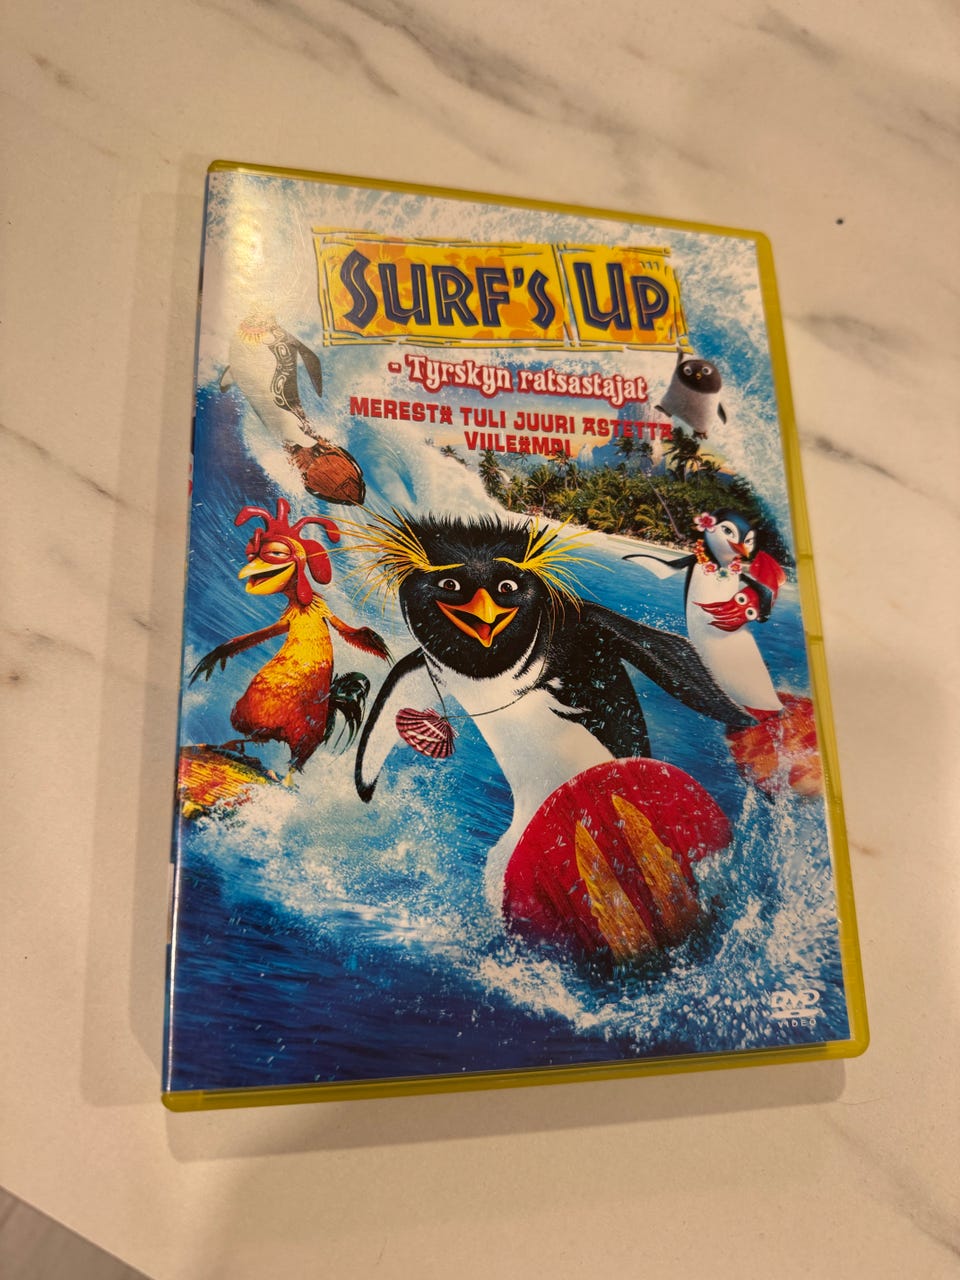 SURF'S UP
- Tyrskyn ratsastajat
MERESTÄ TULI JUURI ASTETTA
VIILEÄMPI
DVD
VIDEO